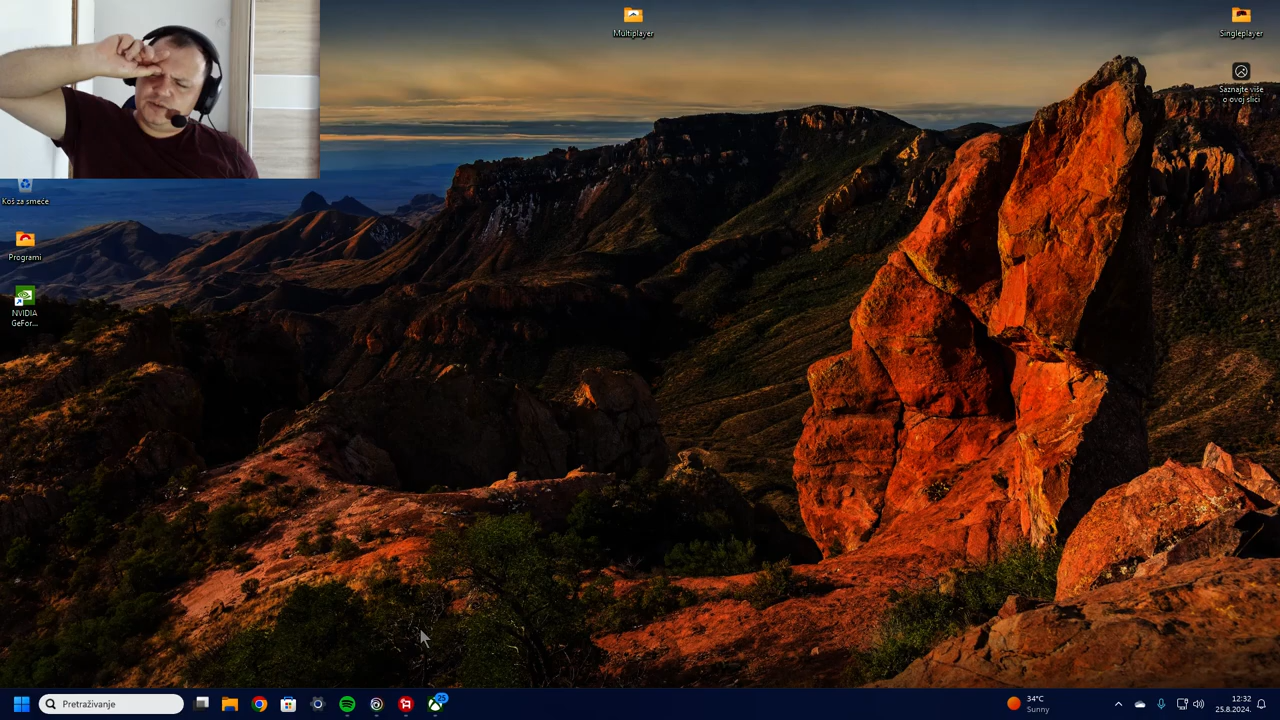 Multiplayer
Singleplayer
Saznajte više
o ovoj slici
Koš za smeće
Programi
NVIDIA
GeFor...
Pretraživanje
25
34°C
Sunny
12:32
25.8.2024.